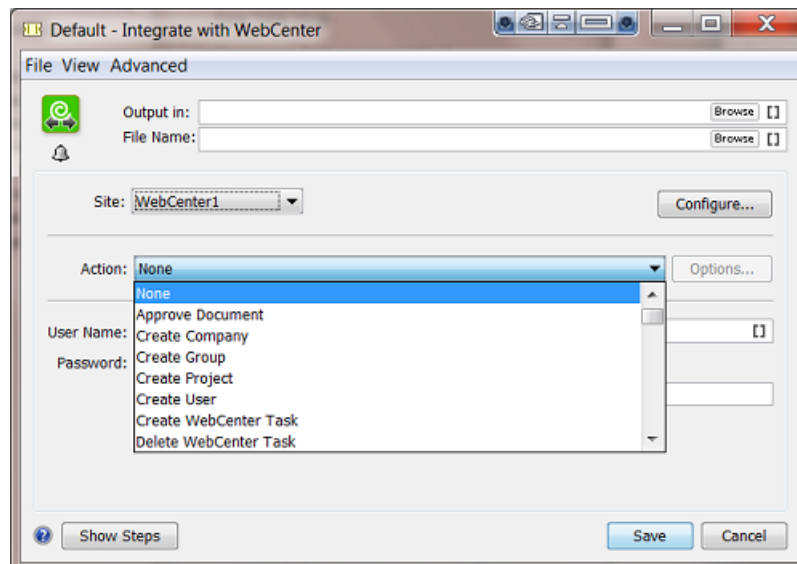 Default - Integrate with WebCenter
File View Advanced
Output in: Browse []
File Name: Browse []
Site: WebCenter1 Configure...
Action: None Options...
None
Approve Document
Create Company
Create Group
Create Project
Create User
Create WebCenter Task
Delete WebCenter Task
User Name: []
Password:
? Show Steps Save Cancel